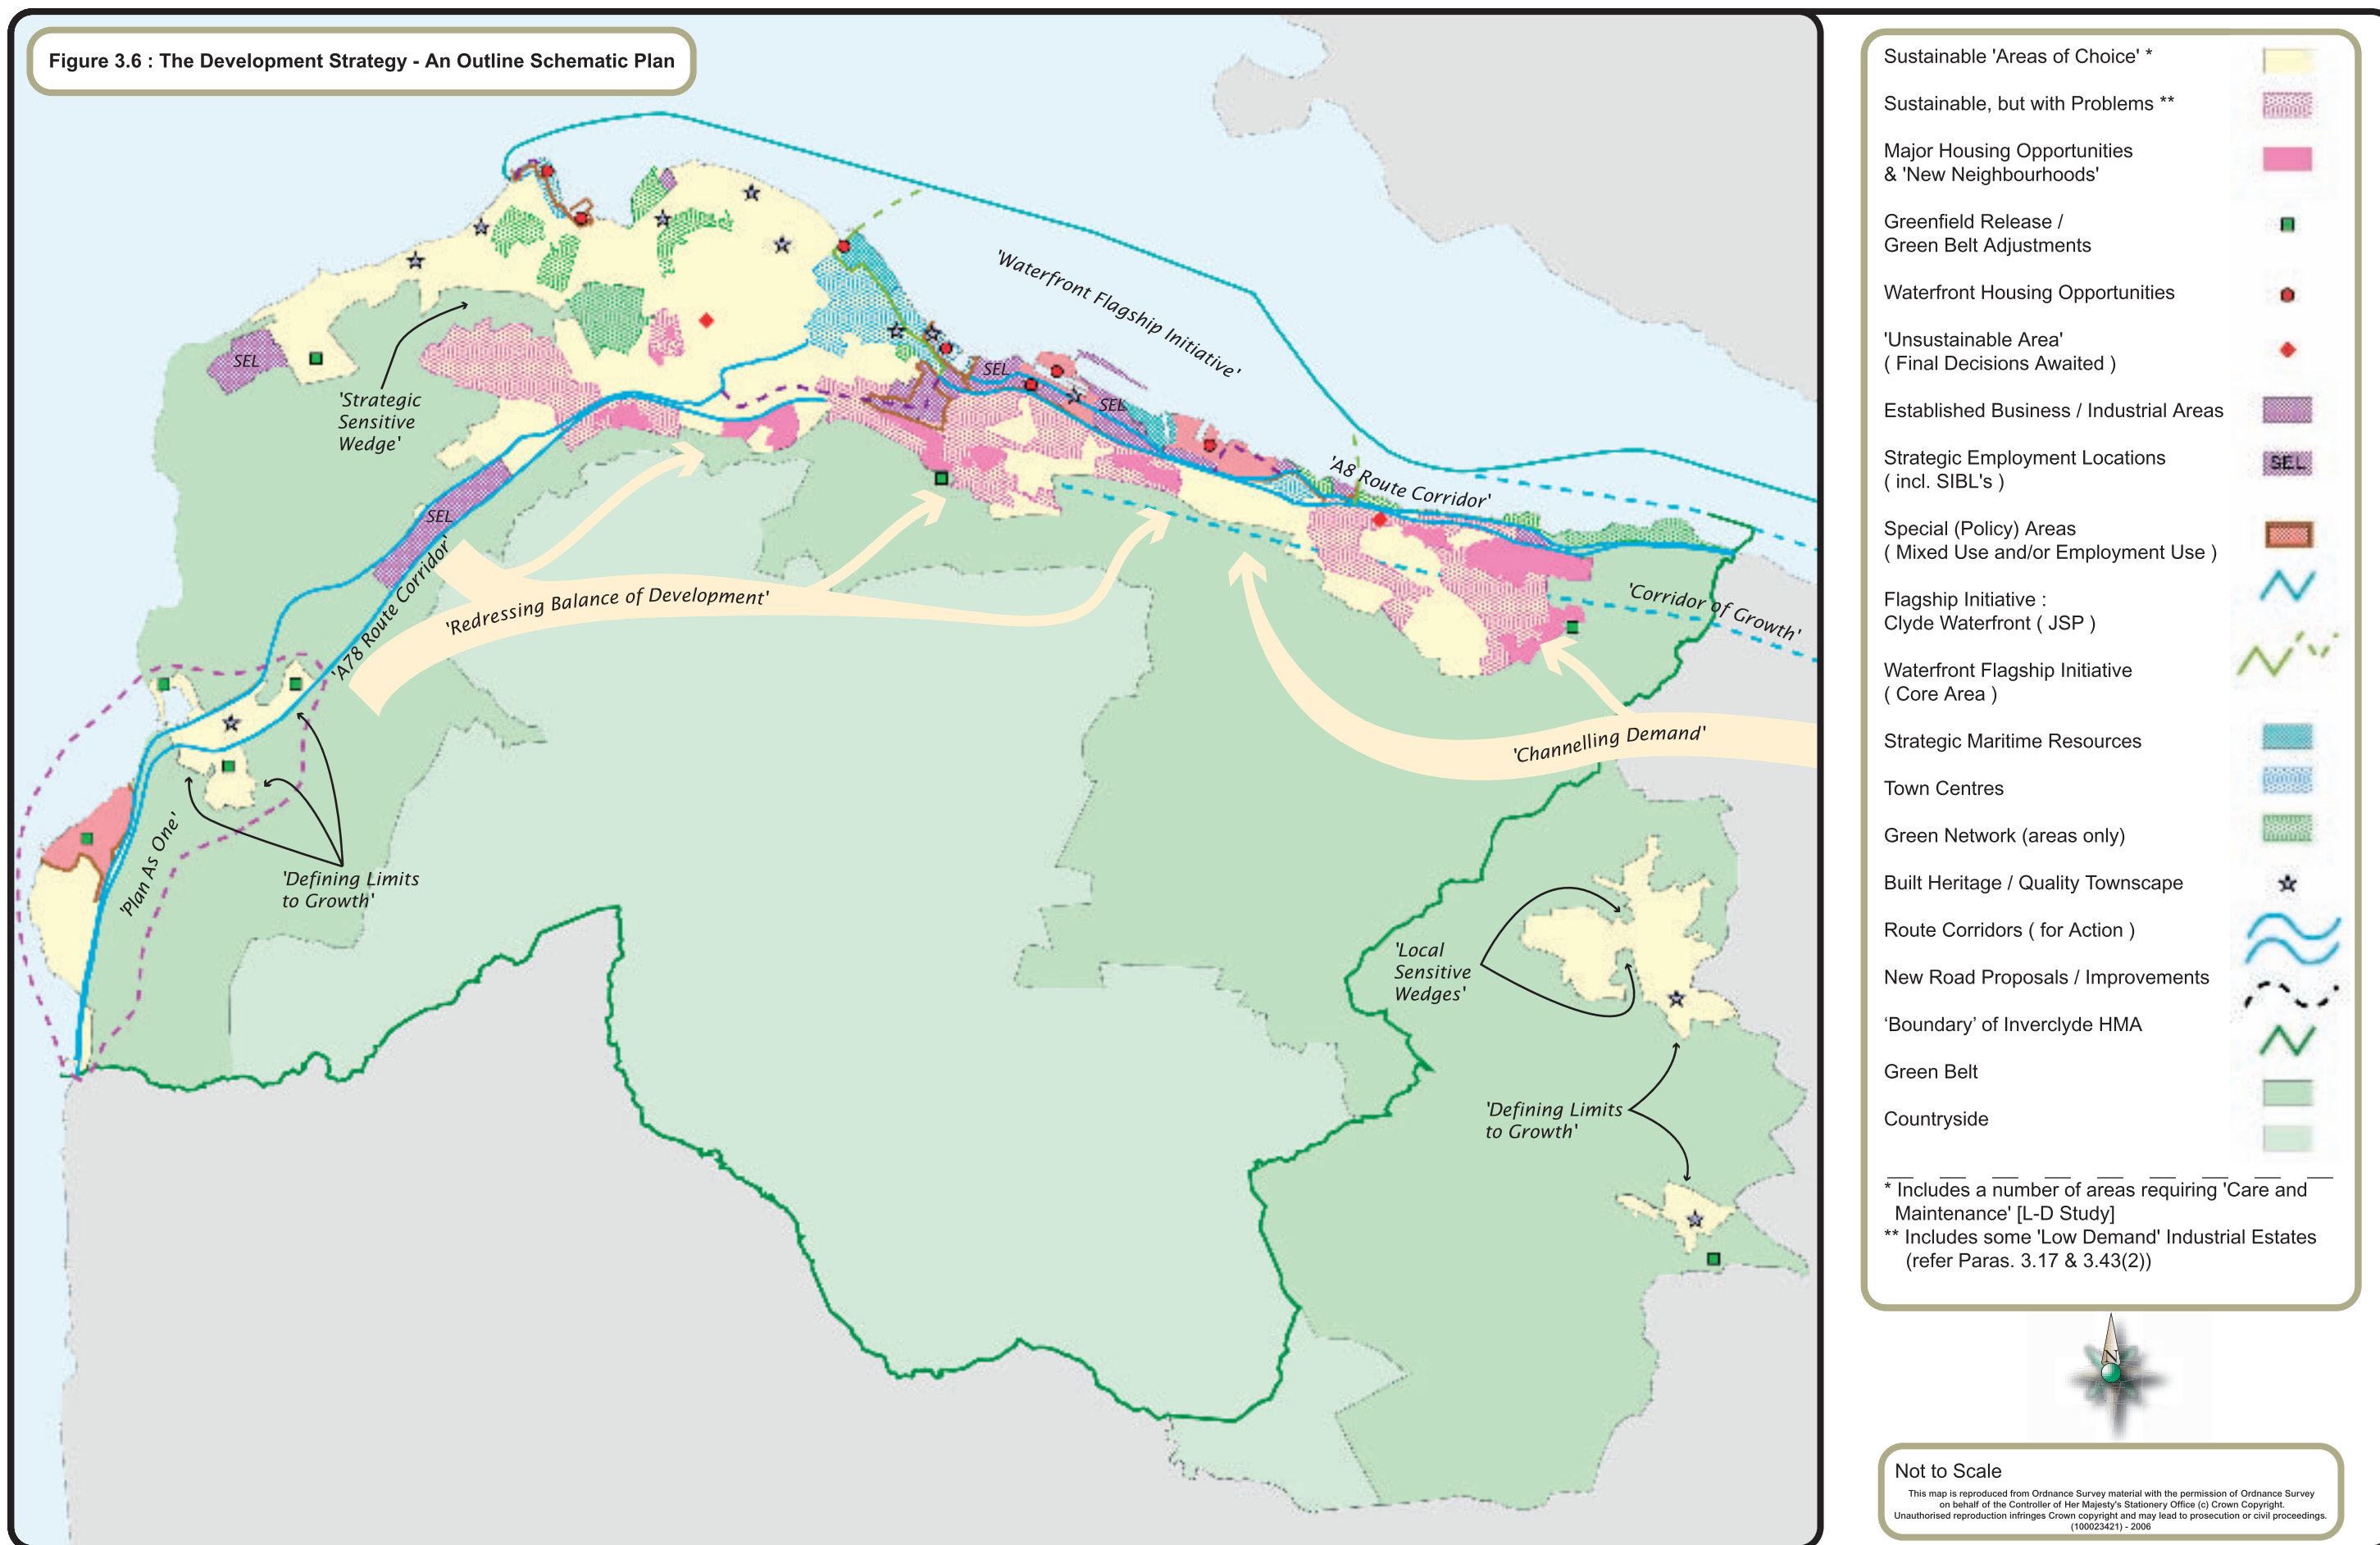 Figure 3.6 : The Development Strategy - An Outline Schematic Plan
'Waterfront Flagship Initiative'
SEL
'Strategic
Sensitive
Wedge'
SEL
SEL
'A8 Route Corridor'
SEL
'A78 Route Corridor'
'Redressing Balance of Development'
'Corridor of Growth'
'Channelling Demand'
'Plan As One'
'Defining Limits
to Growth'
'Local
Sensitive
Wedges'
'Defining Limits
to Growth'
Sustainable 'Areas of Choice' *
Sustainable, but with Problems **
Major Housing Opportunities
& 'New Neighbourhoods'
Greenfield Release /
Green Belt Adjustments
Waterfront Housing Opportunities
'Unsustainable Area'
( Final Decisions Awaited )
Established Business / Industrial Areas
Strategic Employment Locations
( incl. SIBL's )
SEL
Special (Policy) Areas
( Mixed Use and/or Employment Use )
Flagship Initiative :
Clyde Waterfront ( JSP )
Waterfront Flagship Initiative
( Core Area )
Strategic Maritime Resources
Town Centres
Green Network (areas only)
Built Heritage / Quality Townscape
Route Corridors ( for Action )
New Road Proposals / Improvements
‘Boundary’ of Inverclyde HMA
Green Belt
Countryside
* Includes a number of areas requiring 'Care and
Maintenance' [L-D Study]
** Includes some 'Low Demand' Industrial Estates
(refer Paras. 3.17 & 3.43(2))
N
Not to Scale
This map is reproduced from Ordnance Survey material with the permission of Ordnance Survey
on behalf of the Controller of Her Majesty's Stationery Office (c) Crown Copyright.
Unauthorised reproduction infringes Crown copyright and may lead to prosecution or civil proceedings.
(100023421) - 2006